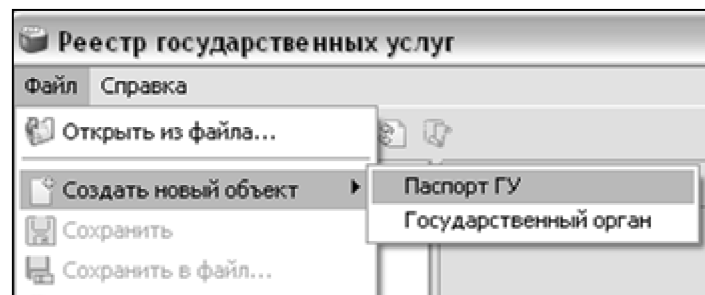 Реестр государственных услуг
Файл Справка
Открыть из файла...
Создать новый объект
Паспорт ГУ
Государственный орган
Сохранить
Сохранить в файл...